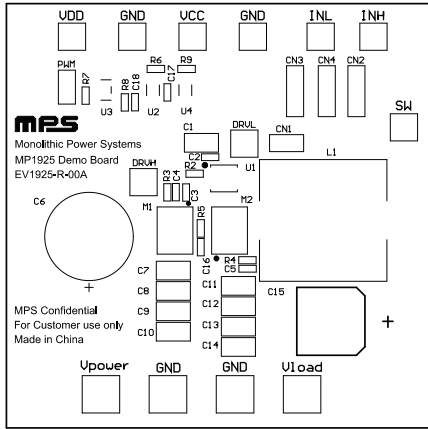 VDD GND VCC GND INL INH
PWM R7 R8 C18 U3 R6 U2 C17 R9 U4 CN3 CN4 CN2
SW
MPS
Monolithic Power Systems
MP1925 Demo Board
EV1925-R-00A
C1 DRVL CN1
C2 U1 L1
DRVH R2
R3 C4 C3
C6 M1 R5 M2
C16 R4
C5
C7 C11 C15
C8 C12
C9 C13
C10 C14
+
+
MPS Confidential
For Customer use only
Made in China
Vpower GND GND Vload